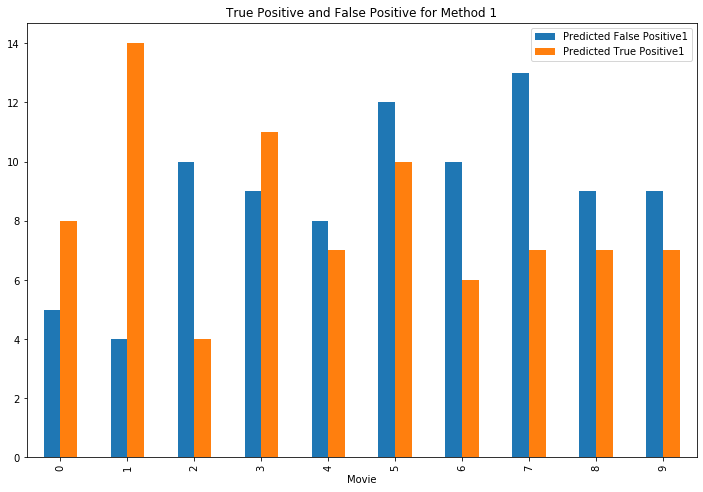 True Positive and False Positive for Method 1
Predicted False Positive1
Predicted True Positive1
14
12
10
8
6
4
2
0
0 1 2 3 4 5 6 7 8 9
Movie